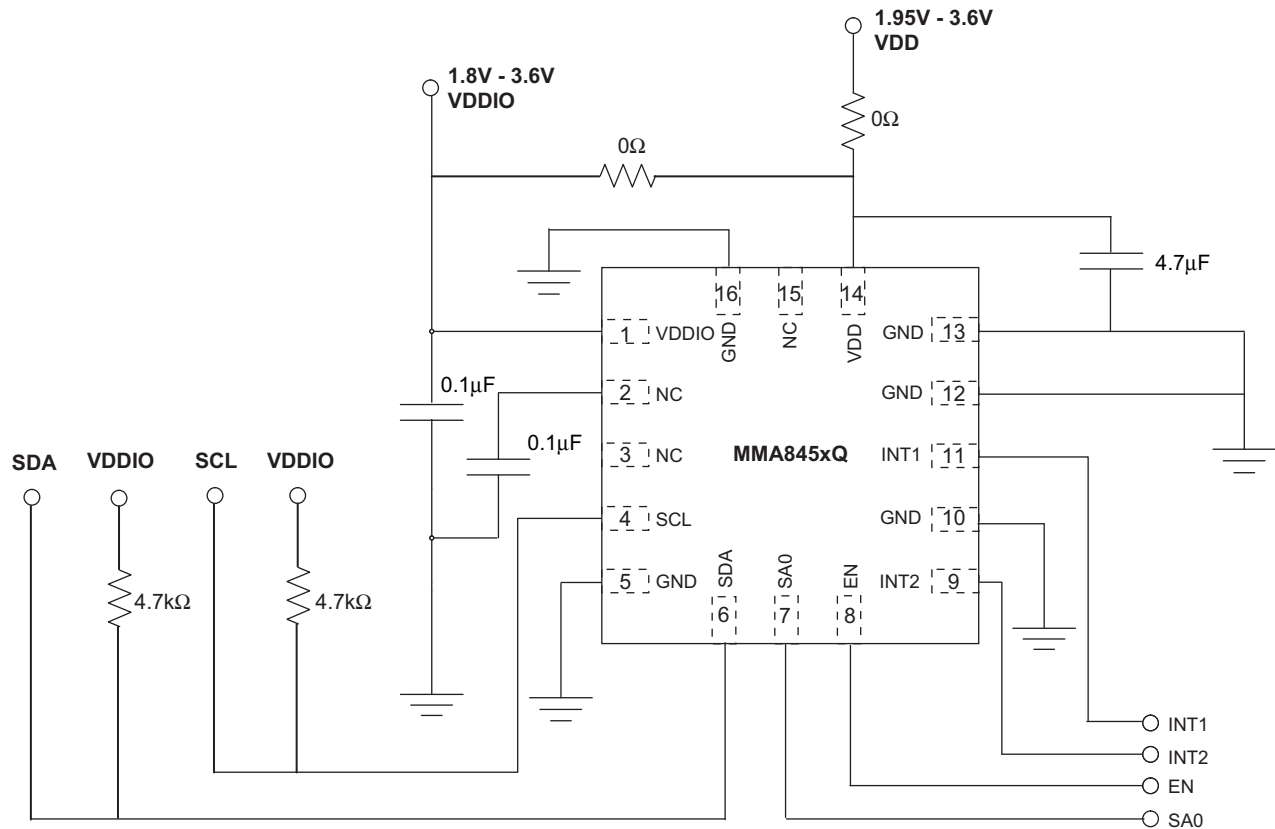 1.95V - 3.6V
VDD
1.8V - 3.6V
VDDIO
0Ω
0Ω
4.7μF
16
15
14
GND
NC
VDD
1
VDDIO
GND
13
0.1μF
2
NC
GND
12
0.1μF
3
NC
MMA845xQ
INT1
11
SDA
VDDIO
SCL
VDDIO
4
SCL
GND
10
4.7kΩ
4.7kΩ
5
GND
SDA
SA0
EN
INT2
9
6
7
8
INT1
INT2
EN
SA0